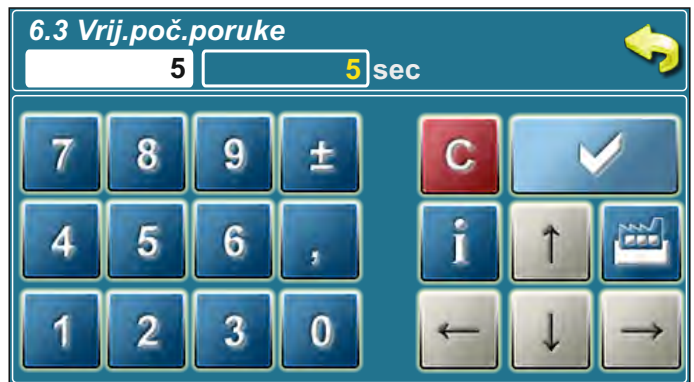 6.3 Vrij.poč.poruke
5 5 sec
7 8 9 ± C
4 5 6 , i ↑
1 2 3 0 ← ↓ →